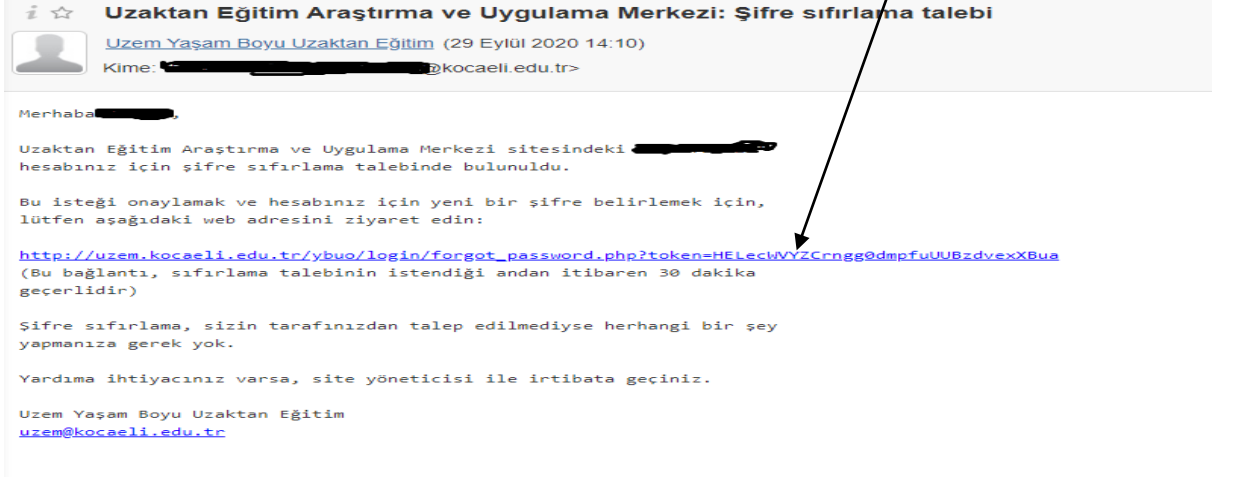 Uzaktan Eğitim Araştırma ve Uygulama Merkezi: Şifre sıfırlama talebi
Uzem Yaşam Boyu Uzaktan Eğitim (29 Eylül 2020 14:10)
Kime: @kocaeli.edu.tr>
Merhaba ,
Uzaktan Eğitim Araştırma ve Uygulama Merkezi sitesindeki
hesabınız için şifre sıfırlama talebinde bulunuldu.
Bu isteği onaylamak ve hesabınız için yeni bir şifre belirlemek için,
lütfen aşağıdaki web adresini ziyaret edin:
http://uzem.kocaeli.edu.tr/ybuo/login/forgot_password.php?token=HELecWVYZCrngg0dmpfuUUBzdvexXBua
(Bu bağlantı, sıfırlama talebinin istendiği andan itibaren 30 dakika
geçerlidir)
Şifre sıfırlama, sizin tarafınızdan talep edilmediyse herhangi bir şey
yapmanıza gerek yok.
Yardıma ihtiyacınız varsa, site yöneticisi ile irtibata geçiniz.
Uzem Yaşam Boyu Uzaktan Eğitim
uzem@kocaeli.edu.tr